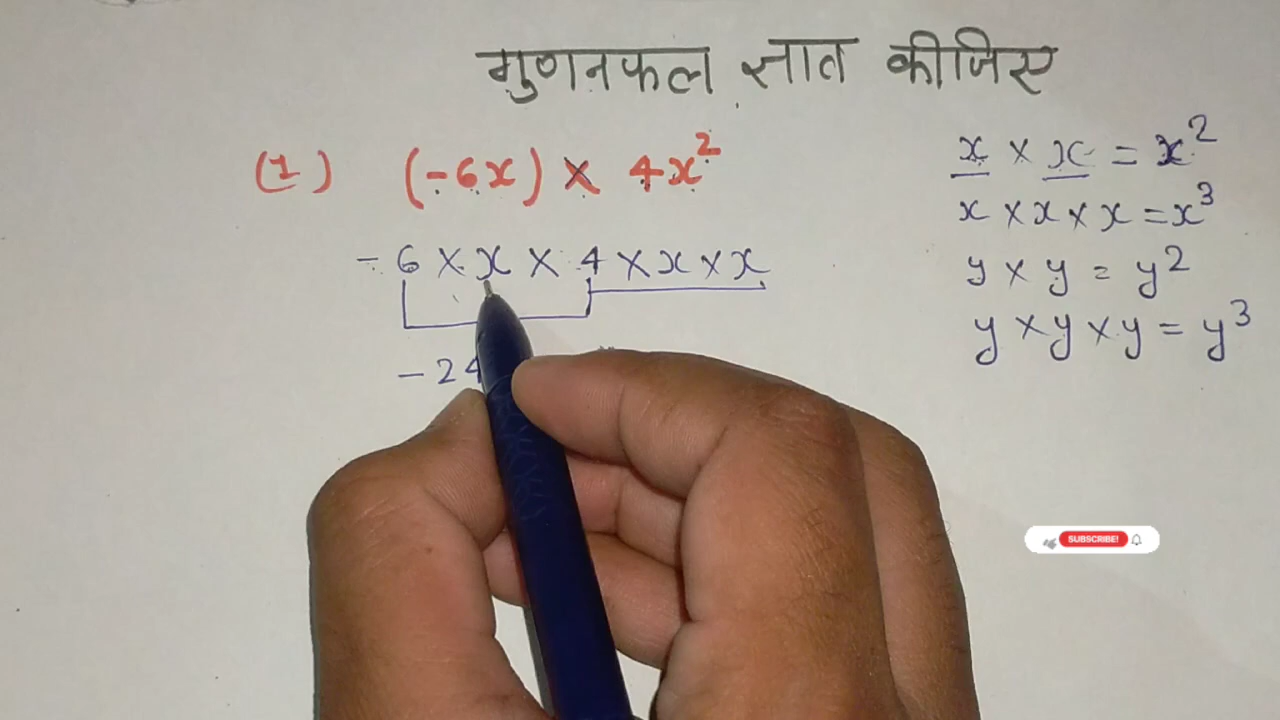 गुणनफल ज्ञात कीजिए
(1) (-6x) × 4x²
- 6 × x × 4 × x × x
- 24
x × x = x²
x × x × x = x³
y × y = y²
y × y × y = y³
SUBSCRIBE!